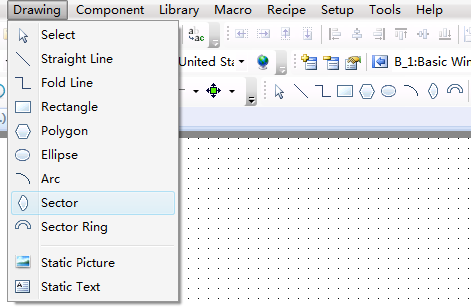 Drawing Component Library Macro Recipe Setup Tools Help
Select
Straight Line
United Sta
B_1:Basic Win
Fold Line
Rectangle
Polygon
Ellipse
Arc
Sector
Sector Ring
Static Picture
Static Text